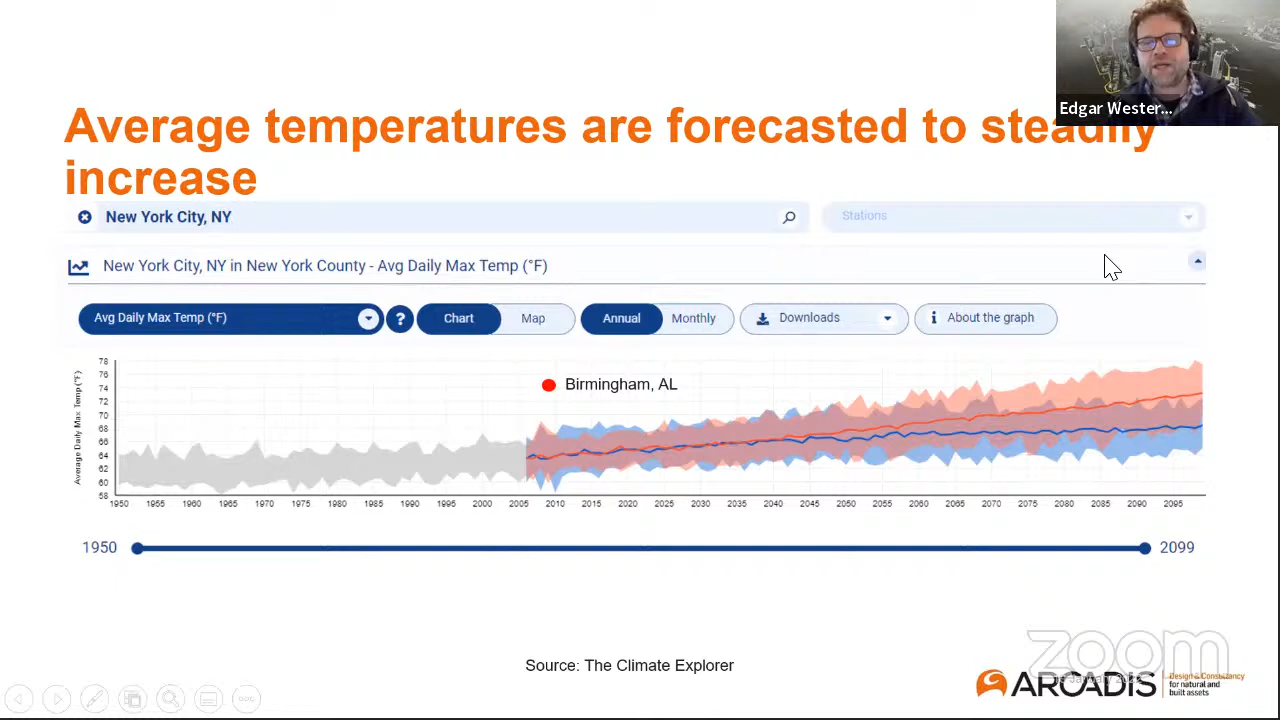 Edgar Wester...
Average temperatures are forecasted to steadily
increase
New York City, NY
Stations
New York City, NY in New York County - Avg Daily Max Temp (°F)
Avg Daily Max Temp (°F)
?
Chart
Map
Annual
Monthly
Downloads
i About the graph
Average Daily Max Temp (°F)
78
76
74
72
70
68
66
64
62
60
58
Birmingham, AL
1950 1955 1960 1965 1970 1975 1980 1985 1990 1995 2000 2005 2010 2015 2020 2025 2030 2035 2040 2045 2050 2055 2060 2065 2070 2075 2080 2085 2090 2095
1950
2099
Source: The Climate Explorer
zoom
ARCADIS
Design & Consultancy
for natural and
built assets